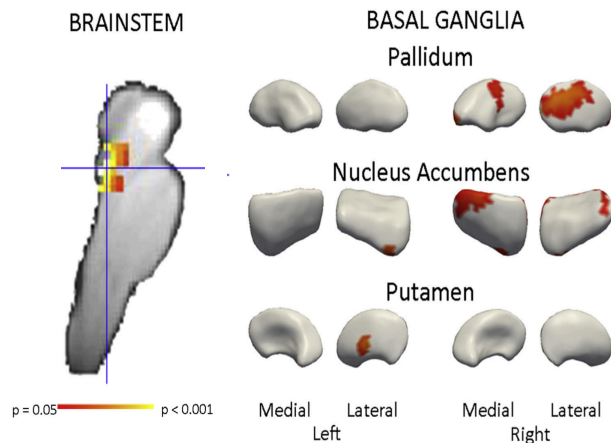 BRAINSTEM
BASAL GANGLIA
Pallidum
Nucleus Accumbens
Putamen
p = 0.05 p < 0.001
Medial Lateral Medial Lateral
Left Right